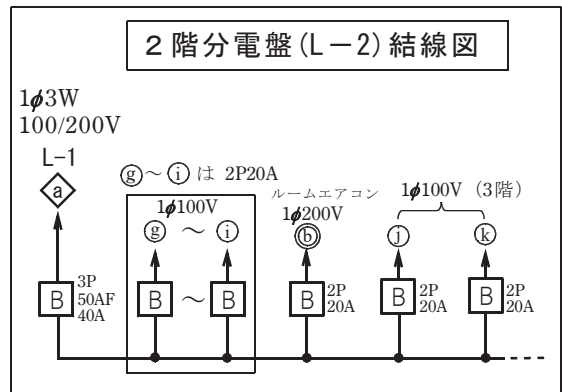 2階分電盤(L−2)結線図
1φ3W
100/200V
L-1
a
ⓖ～ⓘ は 2P20A
1φ100V
ⓖ ～ ⓘ
ルームエアコン
1φ200V
ⓑ
1φ100V (3階)
ⓙ ⓚ
B 3P 50AF 40A
B ～ B
B 2P 20A
B 2P 20A
B 2P 20A